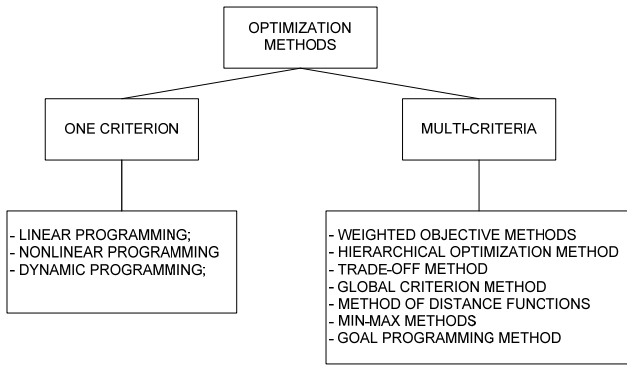 OPTIMIZATION
METHODS
ONE CRITERION
MULTI-CRITERIA
- LINEAR PROGRAMMING;
- NONLINEAR PROGRAMMING
- DYNAMIC PROGRAMMING;
- WEIGHTED OBJECTIVE METHODS
- HIERARCHICAL OPTIMIZATION METHOD
- TRADE-OFF METHOD
- GLOBAL CRITERION METHOD
- METHOD OF DISTANCE FUNCTIONS
- MIN-MAX METHODS
- GOAL PROGRAMMING METHOD